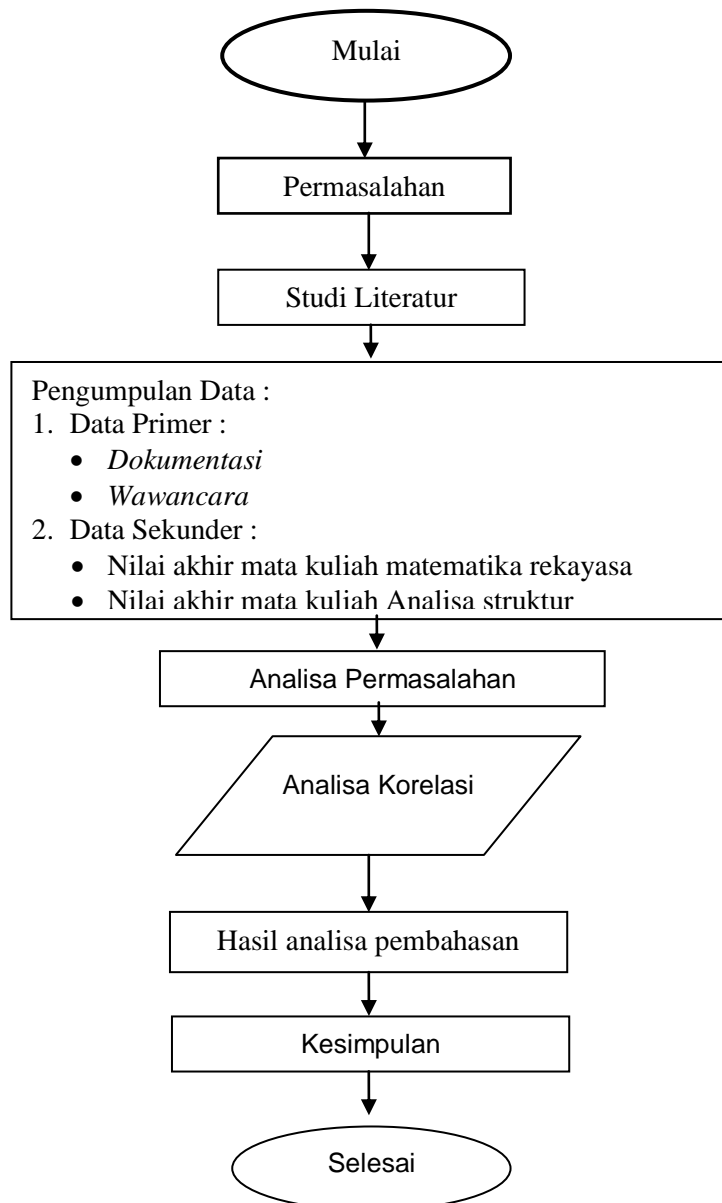 Mulai
Permasalahan
Studi Literatur
Pengumpulan Data :
1. Data Primer :
• Dokumentasi
• Wawancara
2. Data Sekunder :
• Nilai akhir mata kuliah matematika rekayasa
• Nilai akhir mata kuliah Analisa struktur
Analisa Permasalahan
Analisa Korelasi
Hasil analisa pembahasan
Kesimpulan
Selesai